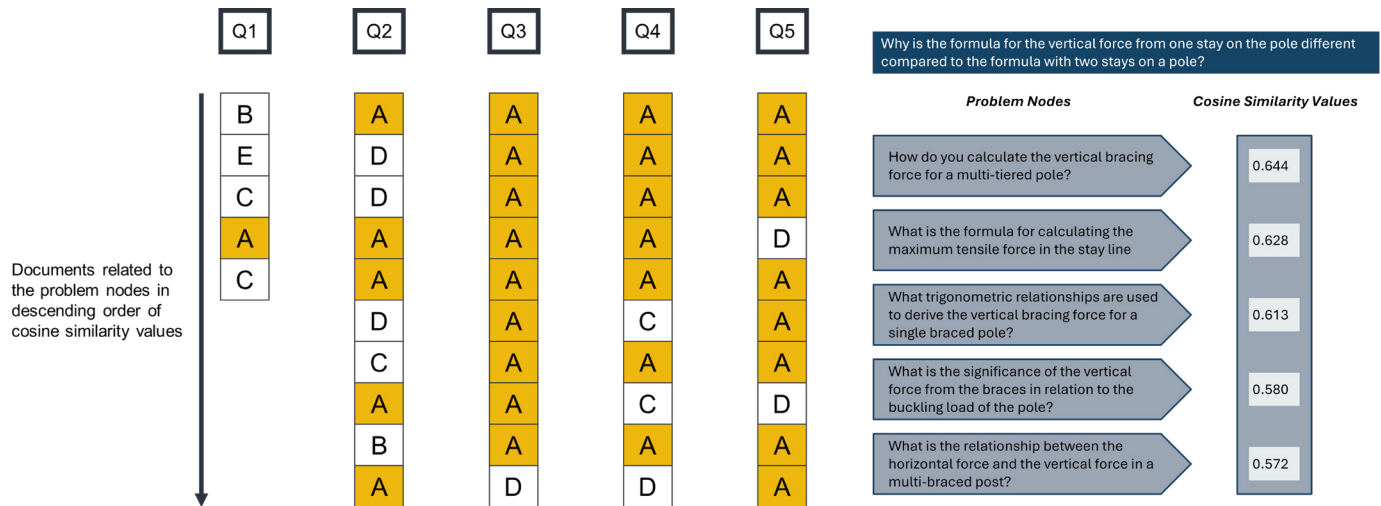 Q1 Q2 Q3 Q4 Q5
B A A A A
E D A A A
C D A A A
A A A A D
C A A A A
D A C A
C A A A
A A C D
B A A A
A D D A
Documents related to
the problem nodes in
descending order of
cosine similarity values
Why is the formula for the vertical force from one stay on the pole different
compared to the formula with two stays on a pole?
Problem Nodes
Cosine Similarity Values
How do you calculate the vertical bracing
force for a multi-tiered pole?
0.644
What is the formula for calculating the
maximum tensile force in the stay line
0.628
What trigonometric relationships are used
to derive the vertical bracing force for a
single braced pole?
0.613
What is the significance of the vertical
force from the braces in relation to the
buckling load of the pole?
0.580
What is the relationship between the
horizontal force and the vertical force in a
multi-braced post?
0.572